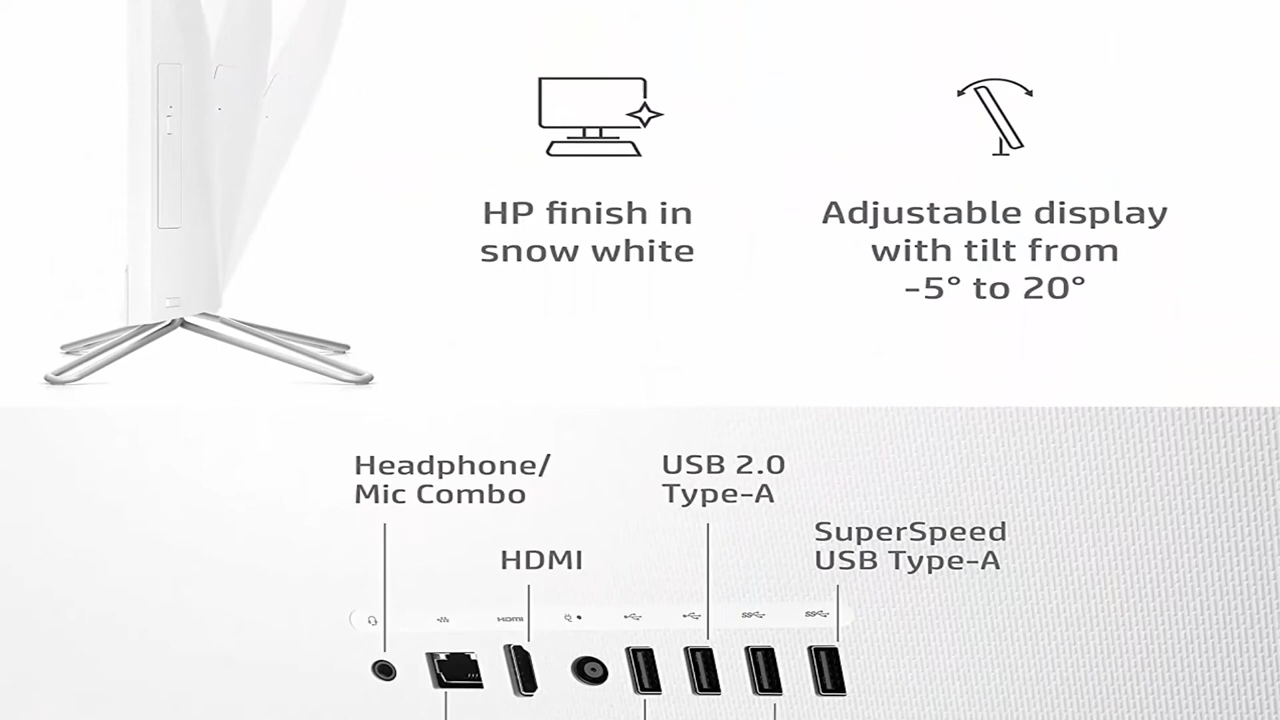 HP finish in
snow white
Adjustable display
with tilt from
-5° to 20°
Headphone/
Mic Combo
USB 2.0
Type-A
SuperSpeed
USB Type-A
HDMI
HDMI